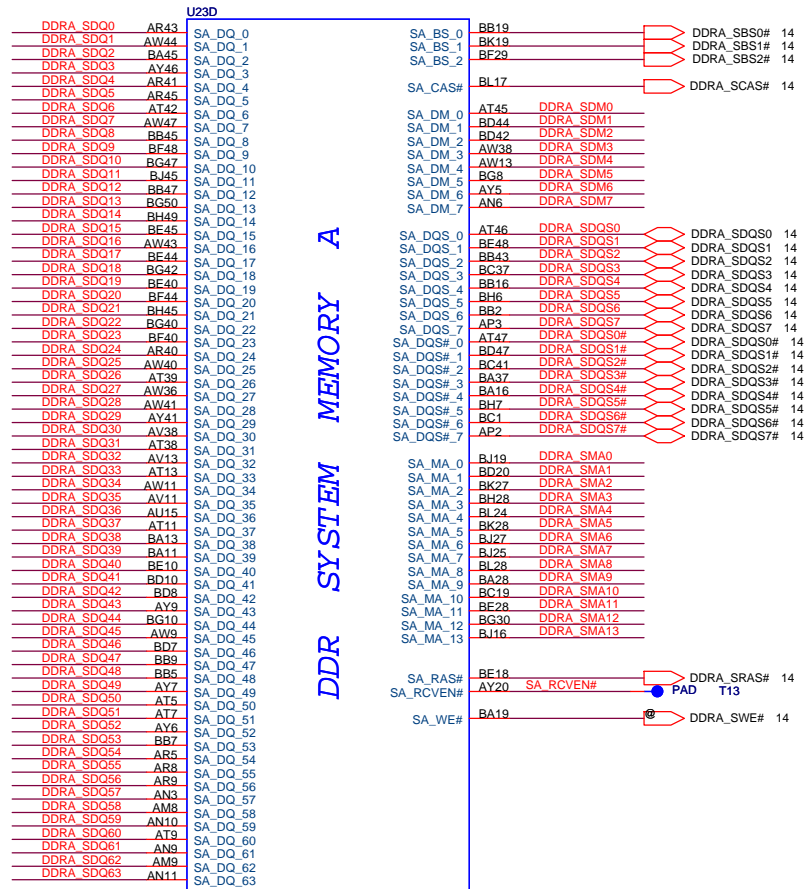 U23D
DDRA_SDQ0 AR43 SA_DQ_0
DDRA_SDQ1 AW44 SA_DQ_1
DDRA_SDQ2 BA45 SA_DQ_2
DDRA_SDQ3 AY46 SA_DQ_3
DDRA_SDQ4 AR41 SA_DQ_4
DDRA_SDQ5 AR45 SA_DQ_5
DDRA_SDQ6 AT42 SA_DQ_6
DDRA_SDQ7 AW47 SA_DQ_7
DDRA_SDQ8 BB45 SA_DQ_8
DDRA_SDQ9 BF48 SA_DQ_9
DDRA_SDQ10 BG47 SA_DQ_10
DDRA_SDQ11 BJ45 SA_DQ_11
DDRA_SDQ12 BB47 SA_DQ_12
DDRA_SDQ13 BG50 SA_DQ_13
DDRA_SDQ14 BH49 SA_DQ_14
DDRA_SDQ15 BE45 SA_DQ_15
DDRA_SDQ16 AW43 SA_DQ_16
DDRA_SDQ17 BE44 SA_DQ_17
DDRA_SDQ18 BG42 SA_DQ_18
DDRA_SDQ19 BE40 SA_DQ_19
DDRA_SDQ20 BF44 SA_DQ_20
DDRA_SDQ21 BH45 SA_DQ_21
DDRA_SDQ22 BG40 SA_DQ_22
DDRA_SDQ23 BF40 SA_DQ_23
DDRA_SDQ24 AR40 SA_DQ_24
DDRA_SDQ25 AW40 SA_DQ_25
DDRA_SDQ26 AT39 SA_DQ_26
DDRA_SDQ27 AW36 SA_DQ_27
DDRA_SDQ28 AW41 SA_DQ_28
DDRA_SDQ29 AY41 SA_DQ_29
DDRA_SDQ30 AV38 SA_DQ_30
DDRA_SDQ31 AT38 SA_DQ_31
DDRA_SDQ32 AV13 SA_DQ_32
DDRA_SDQ33 AT13 SA_DQ_33
DDRA_SDQ34 AW11 SA_DQ_34
DDRA_SDQ35 AV11 SA_DQ_35
DDRA_SDQ36 AU15 SA_DQ_36
DDRA_SDQ37 AT11 SA_DQ_37
DDRA_SDQ38 BA13 SA_DQ_38
DDRA_SDQ39 BA11 SA_DQ_39
DDRA_SDQ40 BE10 SA_DQ_40
DDRA_SDQ41 BD10 SA_DQ_41
DDRA_SDQ42 BD8 SA_DQ_42
DDRA_SDQ43 AY9 SA_DQ_43
DDRA_SDQ44 BG10 SA_DQ_44
DDRA_SDQ45 AW9 SA_DQ_45
DDRA_SDQ46 BD7 SA_DQ_46
DDRA_SDQ47 BB9 SA_DQ_47
DDRA_SDQ48 BB5 SA_DQ_48
DDRA_SDQ49 AY7 SA_DQ_49
DDRA_SDQ50 AT5 SA_DQ_50
DDRA_SDQ51 AT7 SA_DQ_51
DDRA_SDQ52 AY6 SA_DQ_52
DDRA_SDQ53 BB7 SA_DQ_53
DDRA_SDQ54 AR5 SA_DQ_54
DDRA_SDQ55 AR8 SA_DQ_55
DDRA_SDQ56 AR9 SA_DQ_56
DDRA_SDQ57 AN3 SA_DQ_57
DDRA_SDQ58 AM8 SA_DQ_58
DDRA_SDQ59 AN10 SA_DQ_59
DDRA_SDQ60 AT9 SA_DQ_60
DDRA_SDQ61 AN9 SA_DQ_61
DDRA_SDQ62 AM9 SA_DQ_62
DDRA_SDQ63 AN11 SA_DQ_63
DDR SYSTEM MEMORY A
SA_BS_0 BB19 DDRA_SBS0# 14
SA_BS_1 BK19 DDRA_SBS1# 14
SA_BS_2 BF29 DDRA_SBS2# 14
SA_CAS# BL17 DDRA_SCAS# 14
SA_DM_0 AT45 DDRA_SDM0
SA_DM_1 BD44 DDRA_SDM1
SA_DM_2 BD42 DDRA_SDM2
SA_DM_3 AW38 DDRA_SDM3
SA_DM_4 AW13 DDRA_SDM4
SA_DM_5 BG8 DDRA_SDM5
SA_DM_6 AY5 DDRA_SDM6
SA_DM_7 AN6 DDRA_SDM7
SA_DQS_0 AT46 DDRA_SDQS0 DDRA_SDQS0 14
SA_DQS_1 BE48 DDRA_SDQS1 DDRA_SDQS1 14
SA_DQS_2 BB43 DDRA_SDQS2 DDRA_SDQS2 14
SA_DQS_3 BC37 DDRA_SDQS3 DDRA_SDQS3 14
SA_DQS_4 BB16 DDRA_SDQS4 DDRA_SDQS4 14
SA_DQS_5 BH6 DDRA_SDQS5 DDRA_SDQS5 14
SA_DQS_6 BB2 DDRA_SDQS6 DDRA_SDQS6 14
SA_DQS_7 AP3 DDRA_SDQS7 DDRA_SDQS7 14
SA_DQS#_0 AT47 DDRA_SDQS0# DDRA_SDQS0# 14
SA_DQS#_1 BD47 DDRA_SDQS1# DDRA_SDQS1# 14
SA_DQS#_2 BC41 DDRA_SDQS2# DDRA_SDQS2# 14
SA_DQS#_3 BA37 DDRA_SDQS3# DDRA_SDQS3# 14
SA_DQS#_4 BA16 DDRA_SDQS4# DDRA_SDQS4# 14
SA_DQS#_5 BH7 DDRA_SDQS5# DDRA_SDQS5# 14
SA_DQS#_6 BC1 DDRA_SDQS6# DDRA_SDQS6# 14
SA_DQS#_7 AP2 DDRA_SDQS7# DDRA_SDQS7# 14
SA_MA_0 BJ19 DDRA_SMA0
SA_MA_1 BD20 DDRA_SMA1
SA_MA_2 BK27 DDRA_SMA2
SA_MA_3 BH28 DDRA_SMA3
SA_MA_4 BL24 DDRA_SMA4
SA_MA_5 BK28 DDRA_SMA5
SA_MA_6 BJ27 DDRA_SMA6
SA_MA_7 BJ25 DDRA_SMA7
SA_MA_8 BL28 DDRA_SMA8
SA_MA_9 BA28 DDRA_SMA9
SA_MA_10 BC19 DDRA_SMA10
SA_MA_11 BE28 DDRA_SMA11
SA_MA_12 BG30 DDRA_SMA12
SA_MA_13 BJ16 DDRA_SMA13
SA_RAS# BE18 DDRA_SRAS# 14
SA_RCVEN# AY20 SA_RCVEN# PAD T13
SA_WE# BA19 @ DDRA_SWE# 14